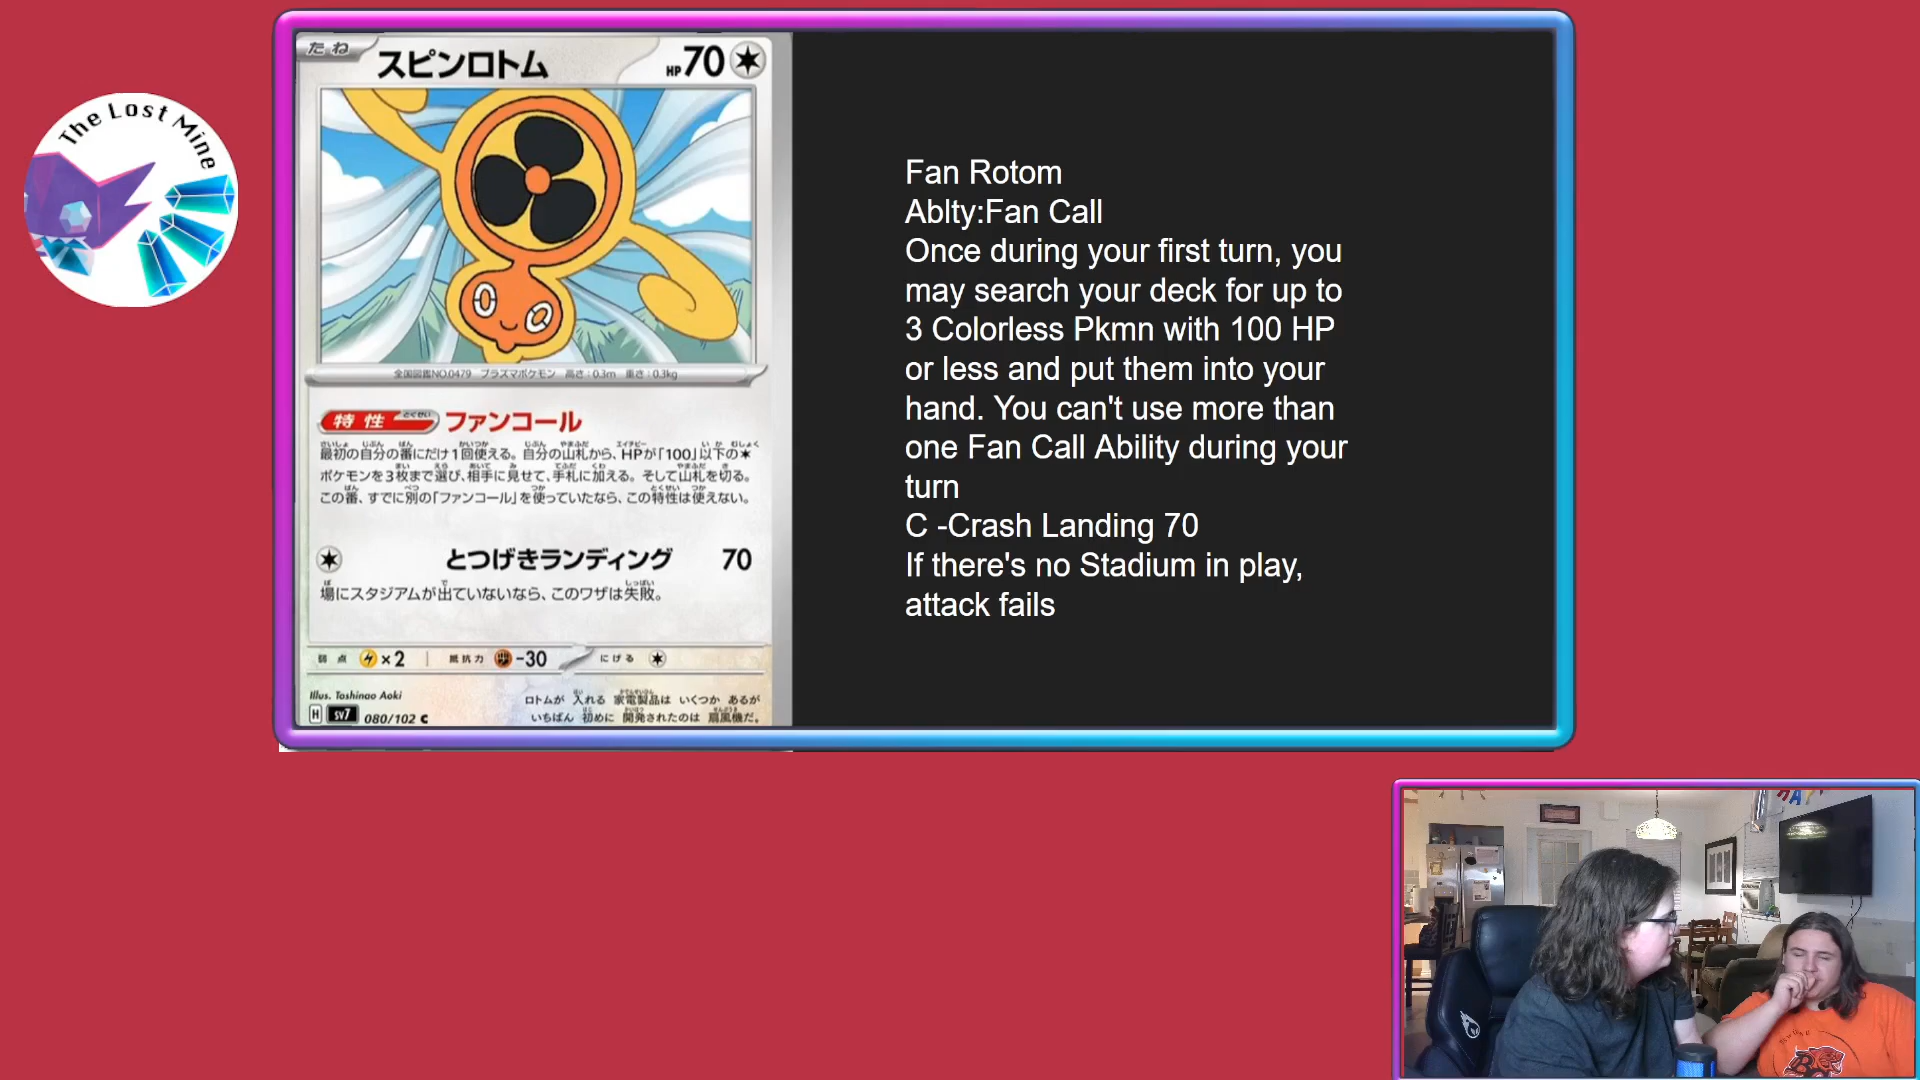 The Lost Mine
たね
スピンロトム
HP 70
全国図鑑NO.0479 プラズマポケモン 高さ:0.3m 重さ:0.3kg
特性 とくせい ファンコール
最初の自分の番にだけ1回使える。自分の山札から、HPが「100」以下の
ポケモンを3枚まで選び、相手に見せて、手札に加える。そして山札を切る。
この番、すでに別の「ファンコール」を使っていたなら、この特性は使えない。
とつげきランディング 70
場にスタジアムが出ていないなら、このワザは失敗。
弱点 ×2 抵抗力 -30 にげる
Illus. Toshinao Aoki
H sv7 080/102 C
ロトムが 入れる 家電製品は いくつか あるが
いちばん 初めに 開発されたのは 扇風機だ。
Fan Rotom
Ablty:Fan Call
Once during your first turn, you
may search your deck for up to
3 Colorless Pkmn with 100 HP
or less and put them into your
hand. You can't use more than
one Fan Call Ability during your
turn
C -Crash Landing 70
If there's no Stadium in play,
attack fails